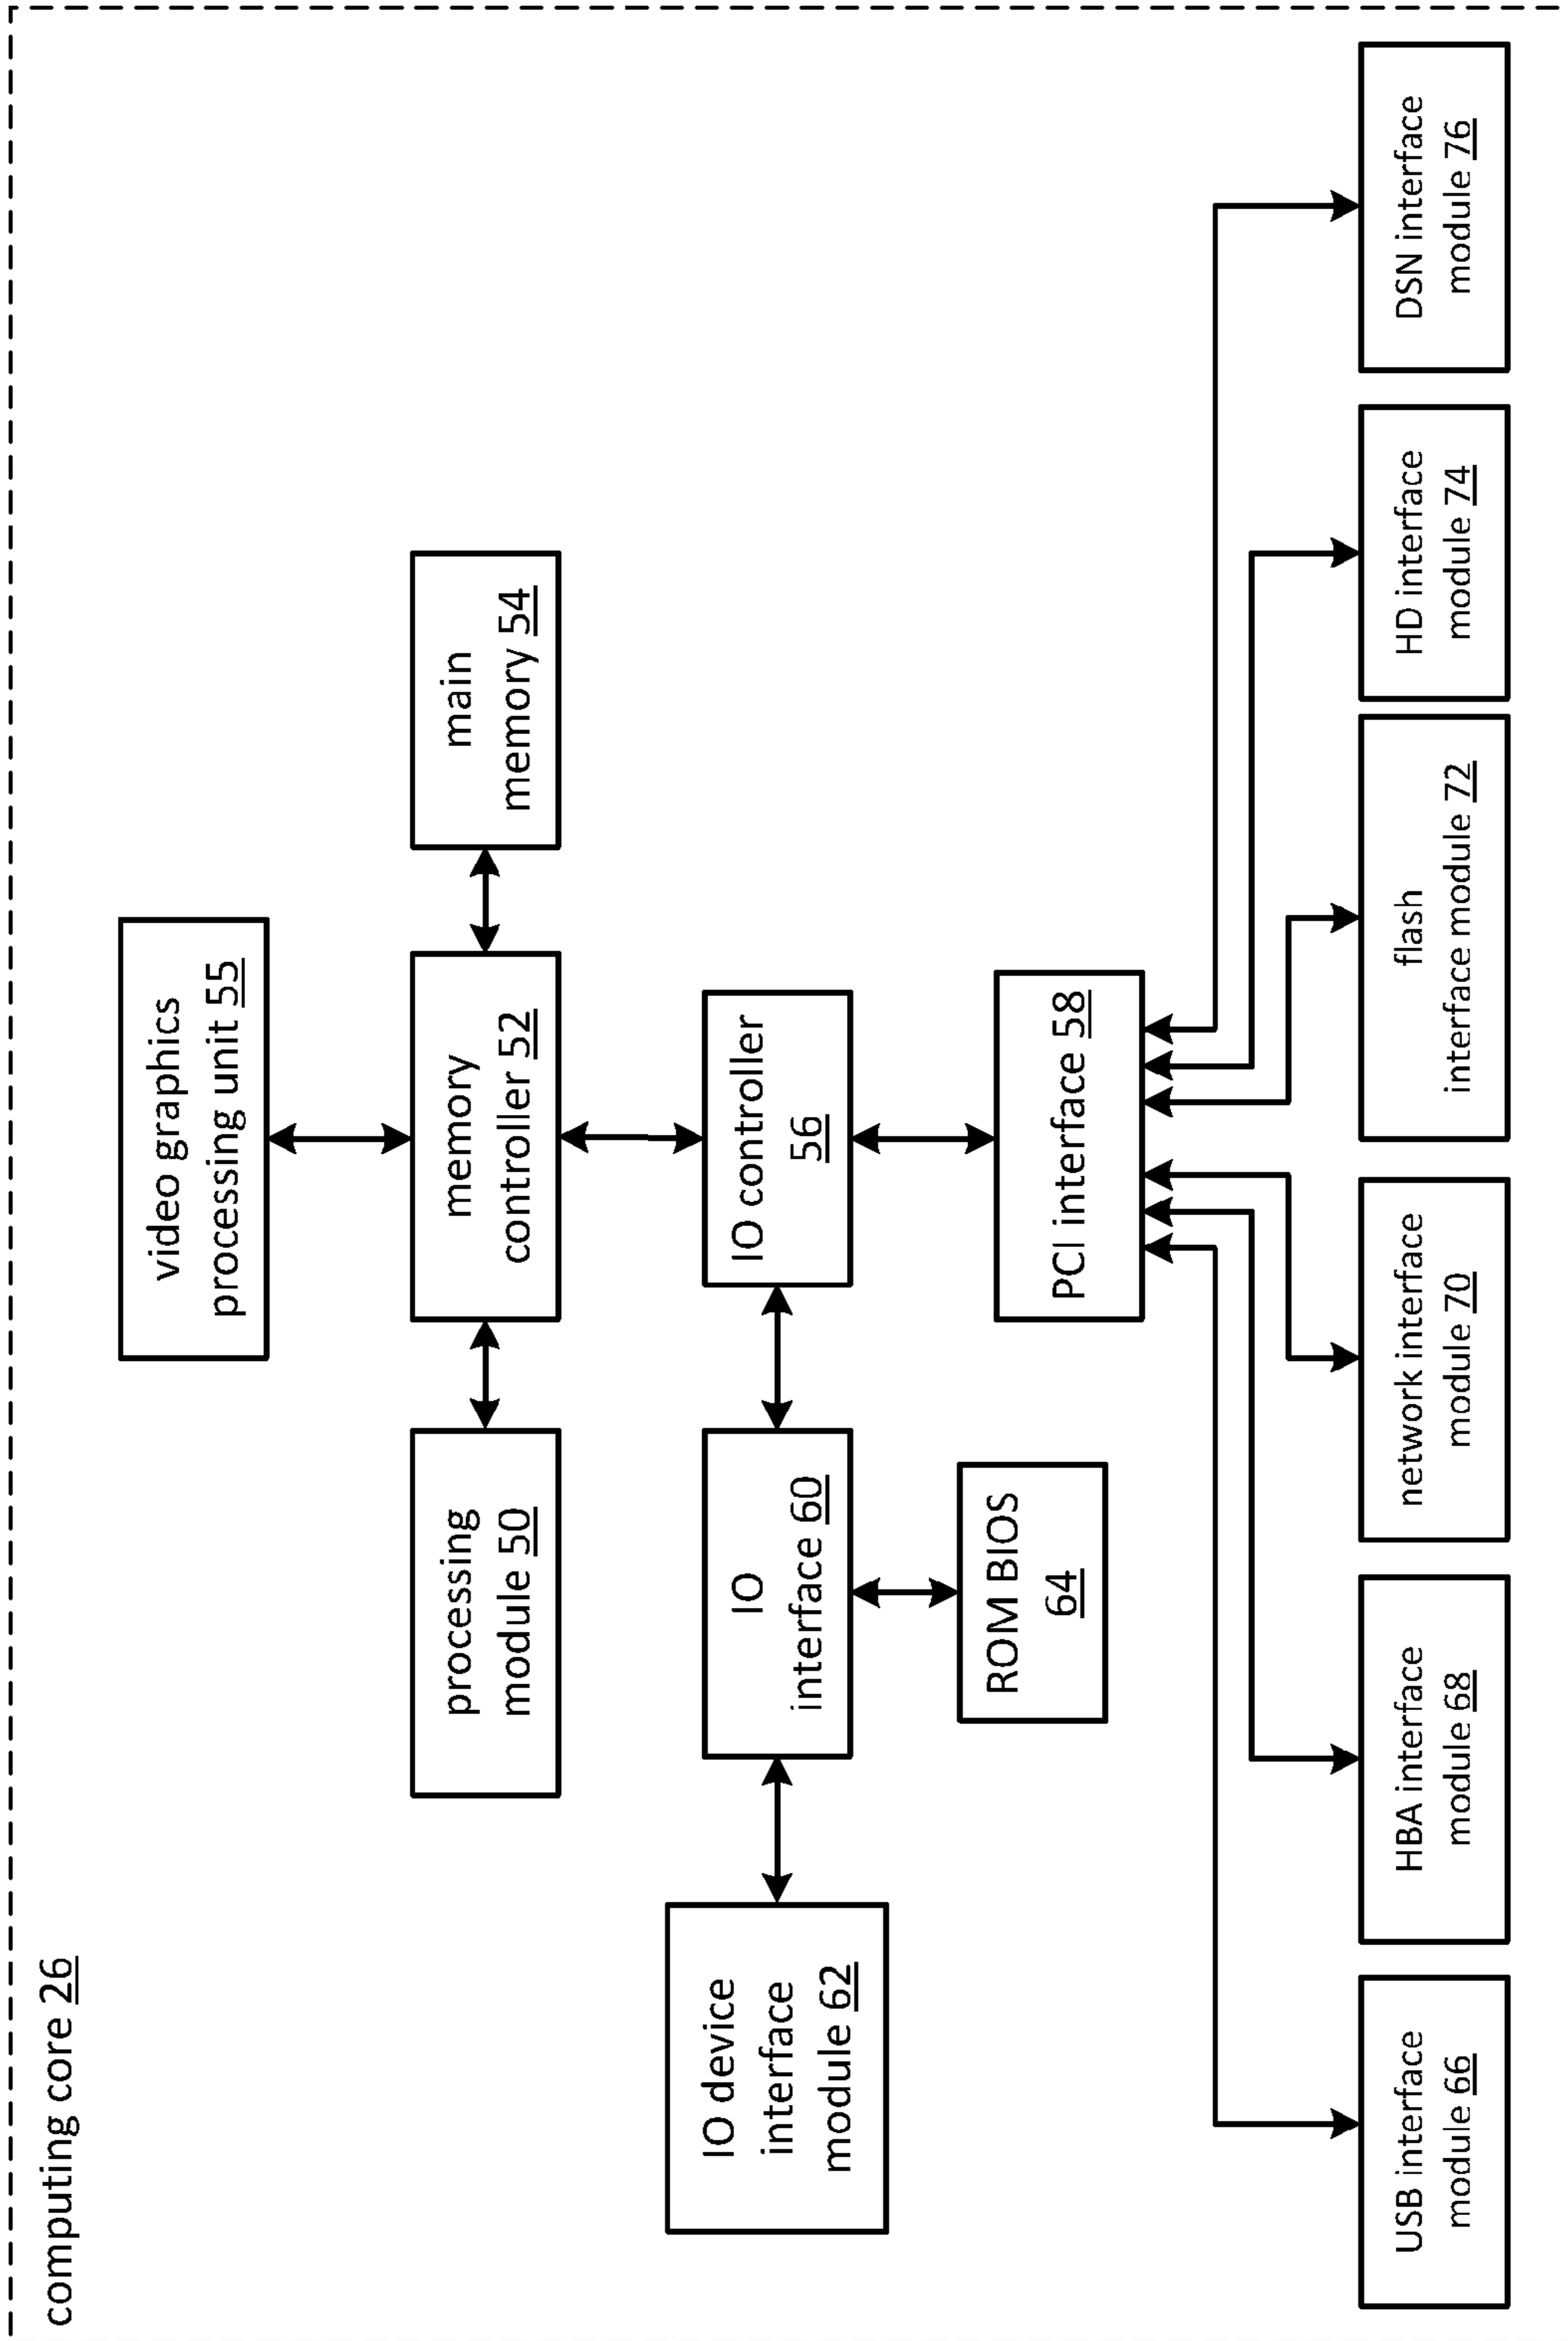 computing core 26
video graphics
processing unit 55
processing
module 50
memory
controller 52
main
memory 54
IO device
interface
module 62
IO
interface 60
IO controller
56
ROM BIOS
64
PCI interface 58
USB interface
module 66
HBA interface
module 68
network interface
module 70
flash
interface module 72
HD interface
module 74
DSN interface
module 76